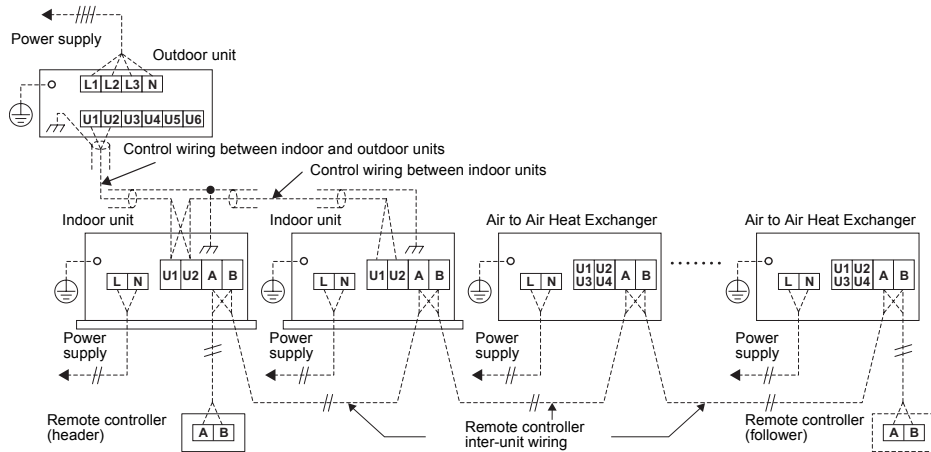 Power supply
Outdoor unit
L1 L2 L3 N
U1 U2 U3 U4 U5 U6
Control wiring between indoor and outdoor units
Control wiring between indoor units
Indoor unit
Indoor unit
Air to Air Heat Exchanger
Air to Air Heat Exchanger
L N
U1 U2 A B
L N
U1 U2 A B
L N
U1 U2
U3 U4
A B
L N
U1 U2
U3 U4
A B
Power
supply
Power
supply
Power
supply
Power
supply
Remote controller
(header)
A B
Remote controller
inter-unit wiring
Remote controller
(follower)
A B